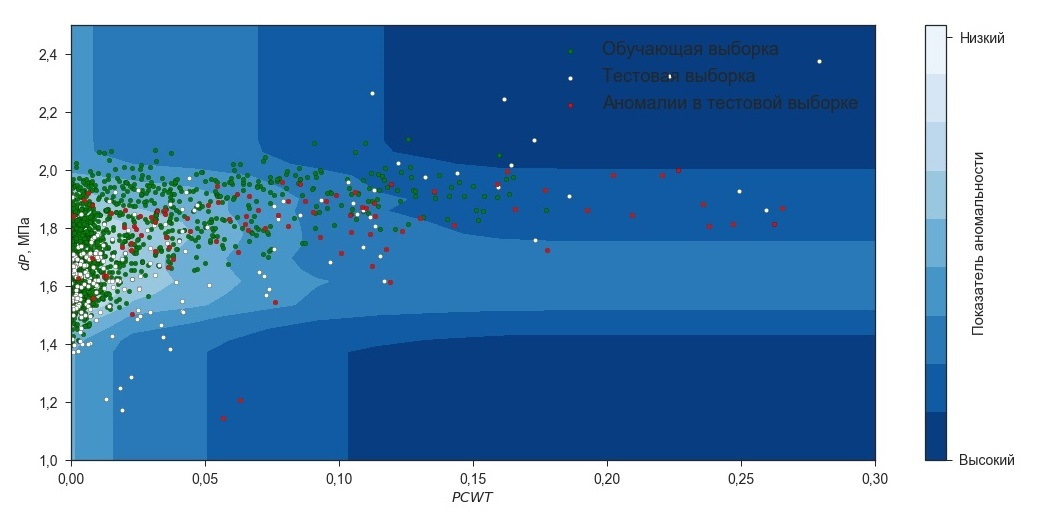 2,4
2,2
2,0
1,8
1,6
1,4
1,2
1,0
dP, МПа
0,00
0,05
0,10
0,15
0,20
0,25
0,30
PCWT
Обучающая выборка
Тестовая выборка
Аномалии в тестовой выборке
Низкий
Показатель аномальности
Высокий